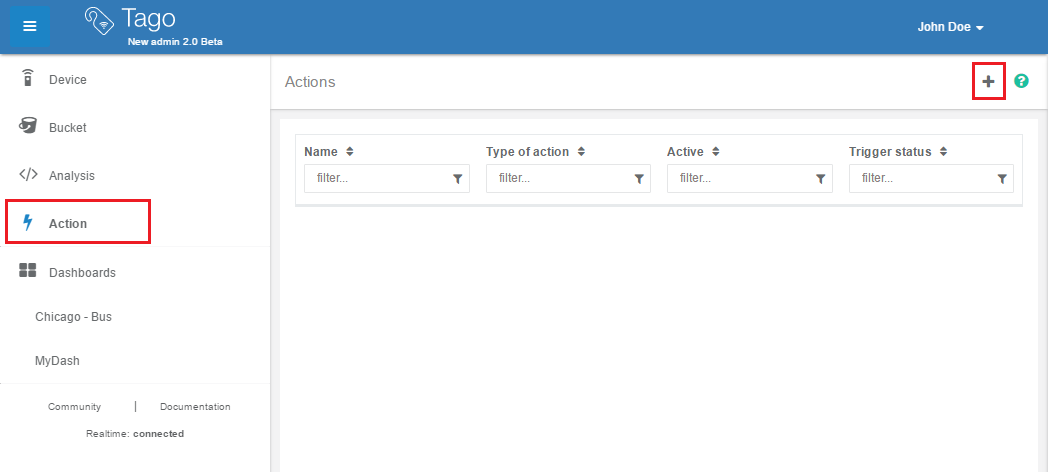 Tago
New admin 2.0 Beta
John Doe
Device
Bucket
Analysis
Action
Dashboards
Chicago - Bus
MyDash
Community | Documentation
Realtime: connected
Actions
Name Type of action Active Trigger status
filter... filter... filter... filter...